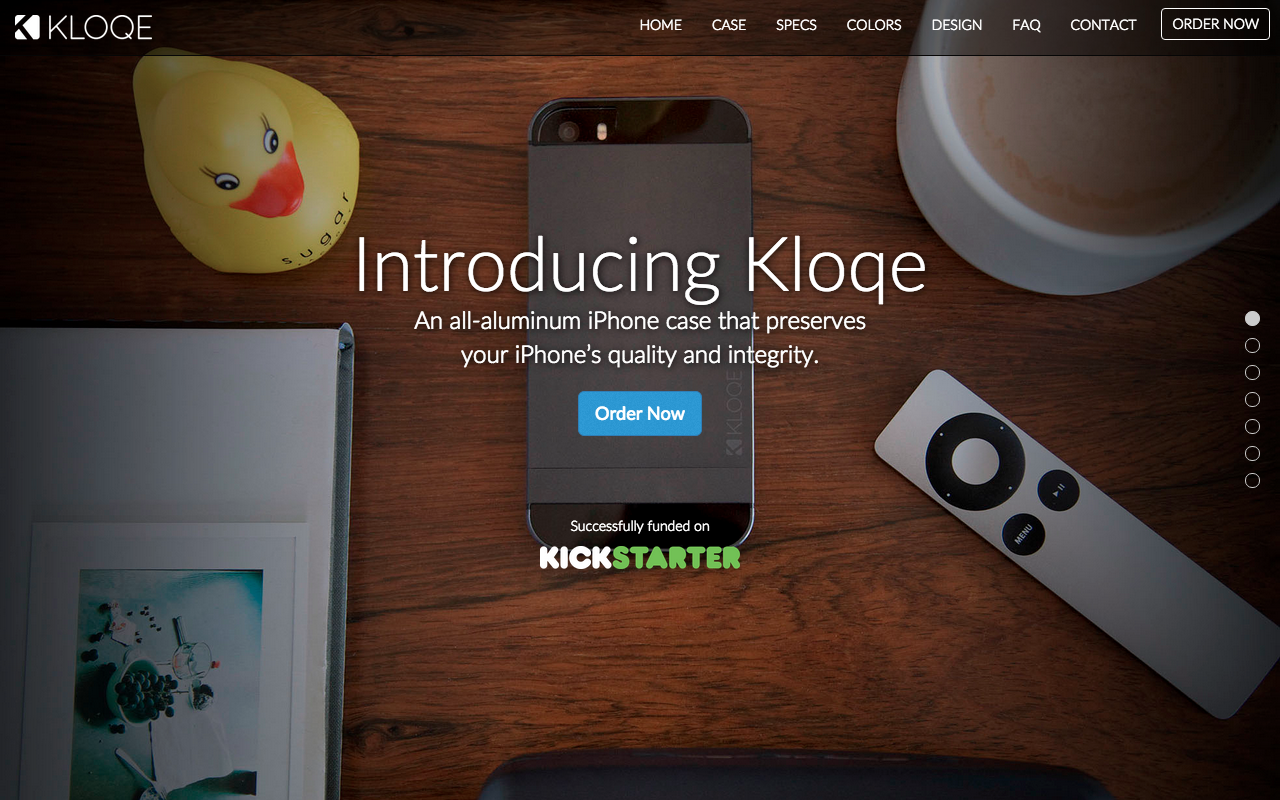 KLOQE
HOME CASE SPECS COLORS DESIGN FAQ CONTACT ORDER NOW
sugar
Introducing Kloqe
An all-aluminum iPhone case that preserves
your iPhone’s quality and integrity.
KLOQE
Order Now
MENU
Successfully funded on
KICKSTARTER